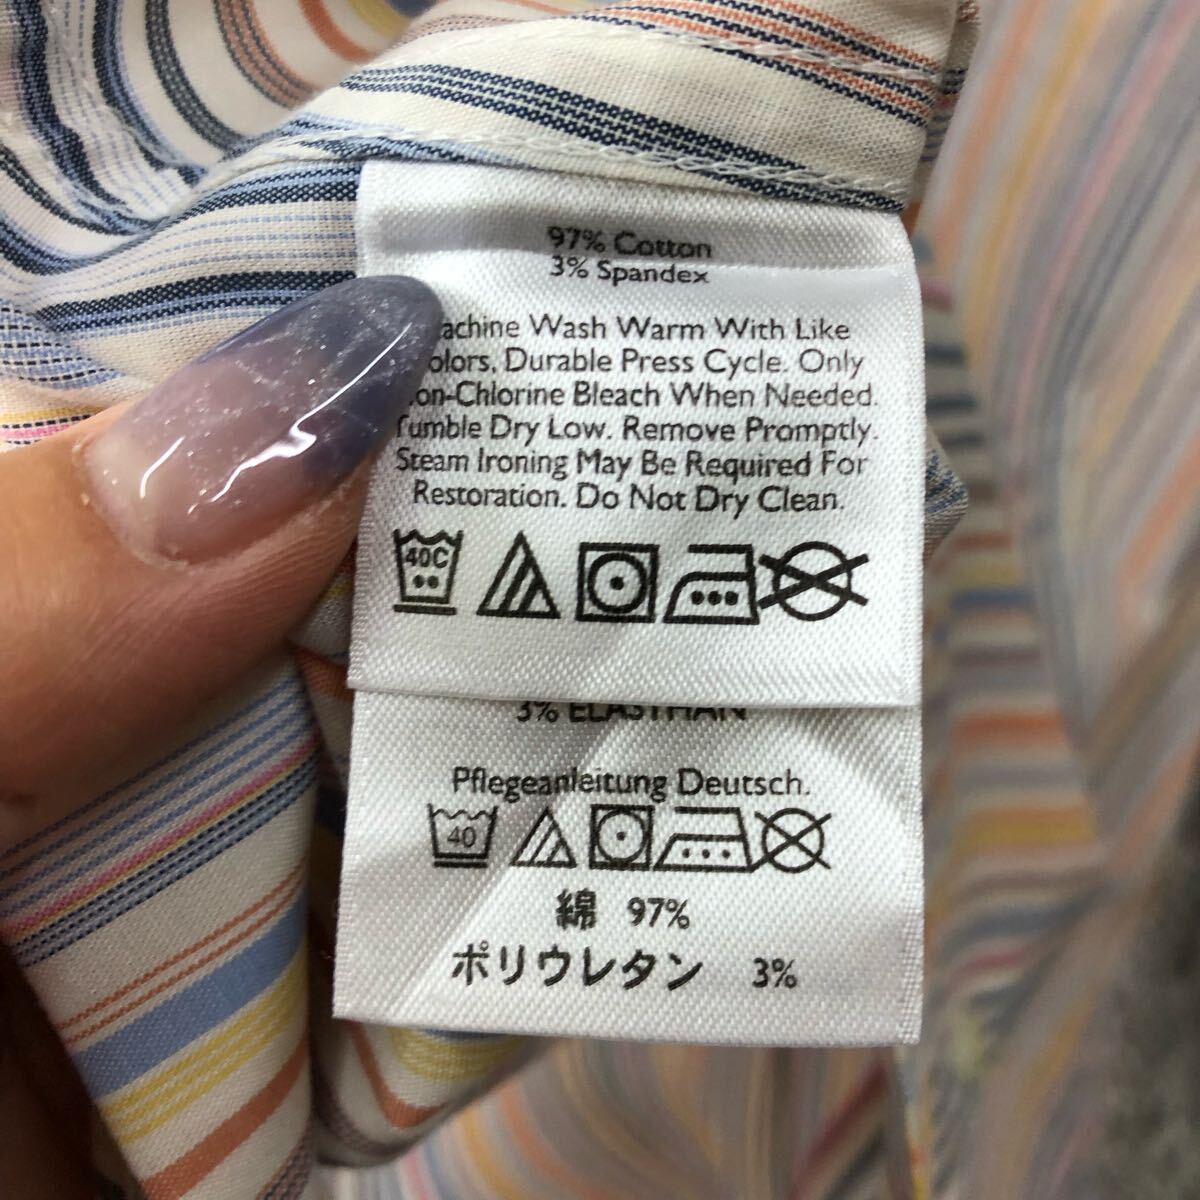 97% Cotton
3% Spandex
achine Wash Warm With Like
olors, Durable Press Cycle. Only
on-Chlorine Bleach When Needed.
Tumble Dry Low. Remove Promptly.
Steam Ironing May Be Required For
Restoration. Do Not Dry Clean.
40C
3% ELASTHAN
Pflegeanleitung Deutsch.
40
綿 97%
ポリウレタン 3%